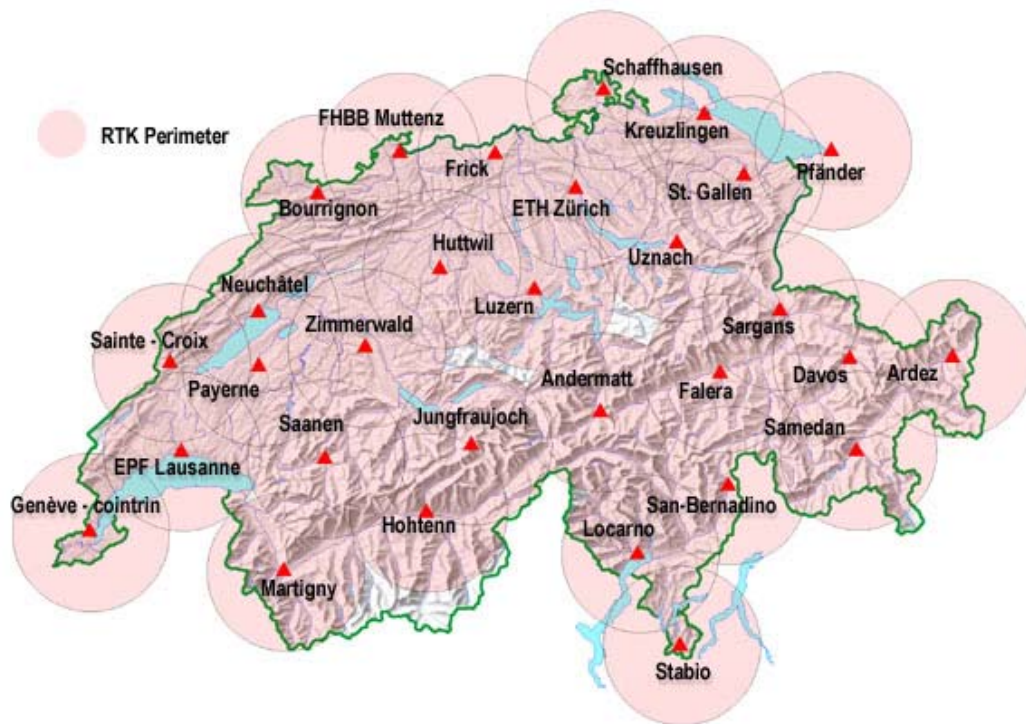 Schaffhausen
FHBB Muttenz
RTK Perimeter
Kreuzlingen
Frick
Pfänder
St. Gallen
Bourrignon
ETH Zürich
Huttwil
Uznach
Neuchâtel
Luzern
Zimmerwald
Sargans
Sainte - Croix
Andermatt
Payerne
Falera
Davos
Ardez
Saanen
Jungfraujoch
Samedan
EPF Lausanne
Genève - cointrin
San-Bernadino
Hohtenn
Locarno
Martigny
Stabio